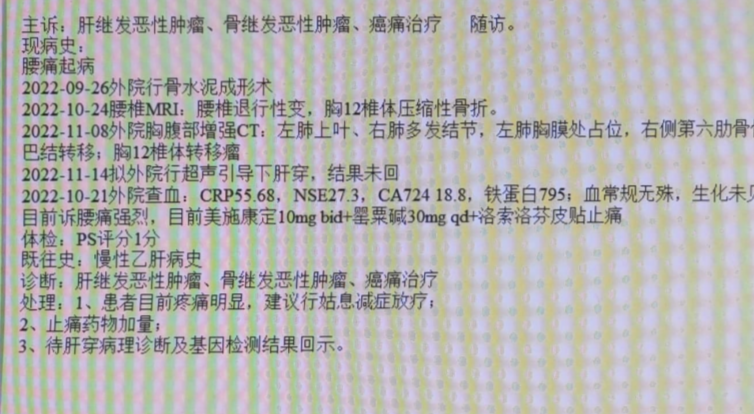 主诉：肝继发恶性肿瘤、骨继发恶性肿瘤、癌痛治疗 随访。
现病史：
腰痛起病
2022-09-26外院行骨水泥成形术
2022-10-24腰椎MRI：腰椎退行性变，胸12椎体压缩性骨折。
2022-11-08外院胸腹部增强CT：左肺上叶、右肺多发结节，左肺胸膜处占位，右侧第六肋骨
巴结转移；胸12椎体转移瘤
2022-11-14拟外院行超声引导下肝穿，结果未回
2022-10-21外院查血：CRP55.68，NSE27.3，CA724 18.8，铁蛋白795；血常规无殊，生化未
目前诉腰痛强烈，目前美施康定10mg bid+罂粟碱30mg qd+洛索洛芬皮贴止痛
体检：PS评分1分
既往史：慢性乙肝病史
诊断：肝继发恶性肿瘤、骨继发恶性肿瘤、癌痛治疗
处理：1、患者目前疼痛明显，建议行姑息减症放疗；
2、止痛药物加量；
3、待肝穿病理诊断及基因检测结果回示。